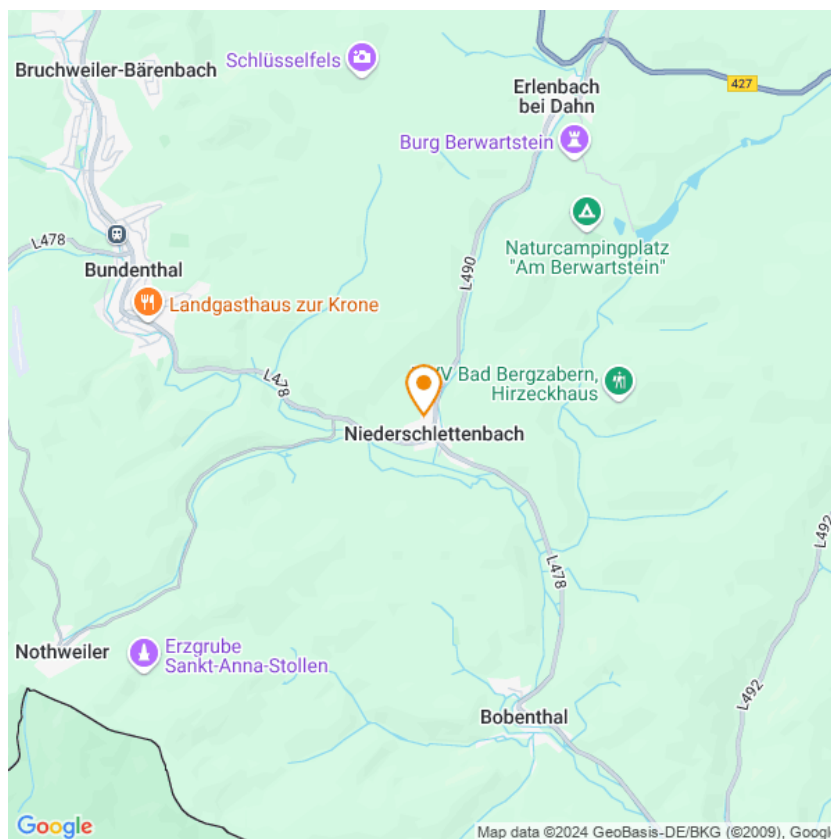 Schlüsselfels
Bruchweiler-Bärenbach
Erlenbach
bei Dahn
427
Burg Berwartstein
L478
Bundenthal
L490
Naturcampingplatz
"Am Berwartstein"
Landgasthaus zur Krone
L478
V Bad Bergzabern,
Hirzeckhaus
Niederschlettenbach
L492
L478
Nothweiler
Erzgrube
Sankt-Anna-Stollen
L492
Bobenthal
Google
Map data ©2024 GeoBasis-DE/BKG (©2009), Google